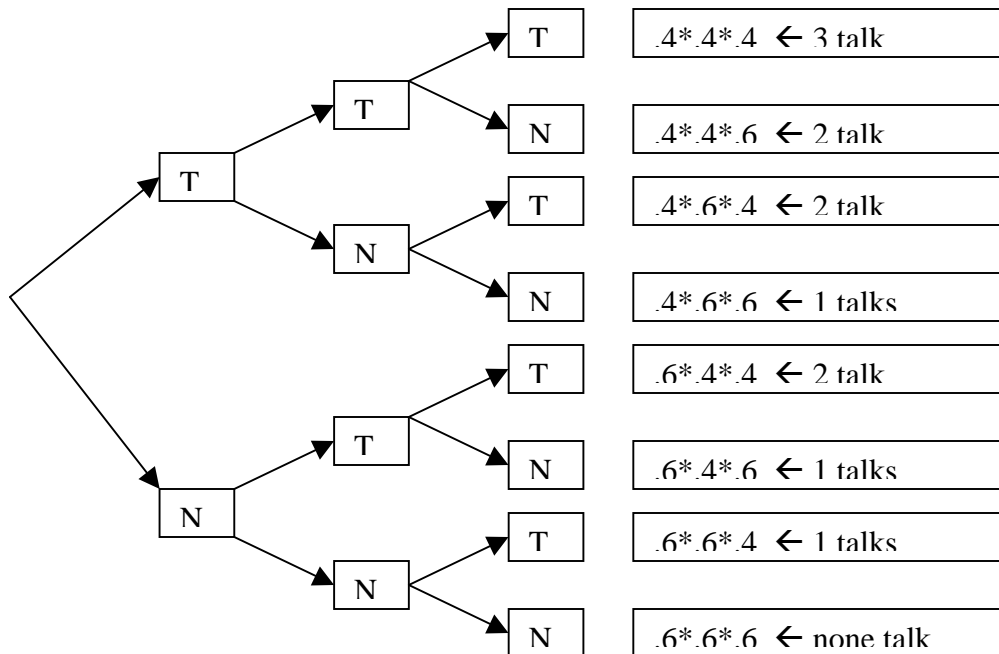 T .4*.4*.4 ← 3 talk
T
N .4*.4*.6 ← 2 talk
T
T .4*.6*.4 ← 2 talk
N
N .4*.6*.6 ← 1 talks
T .6*.4*.4 ← 2 talk
T
N .6*.4*.6 ← 1 talks
N
T .6*.6*.4 ← 1 talks
N
N .6*.6*.6 ← none talk